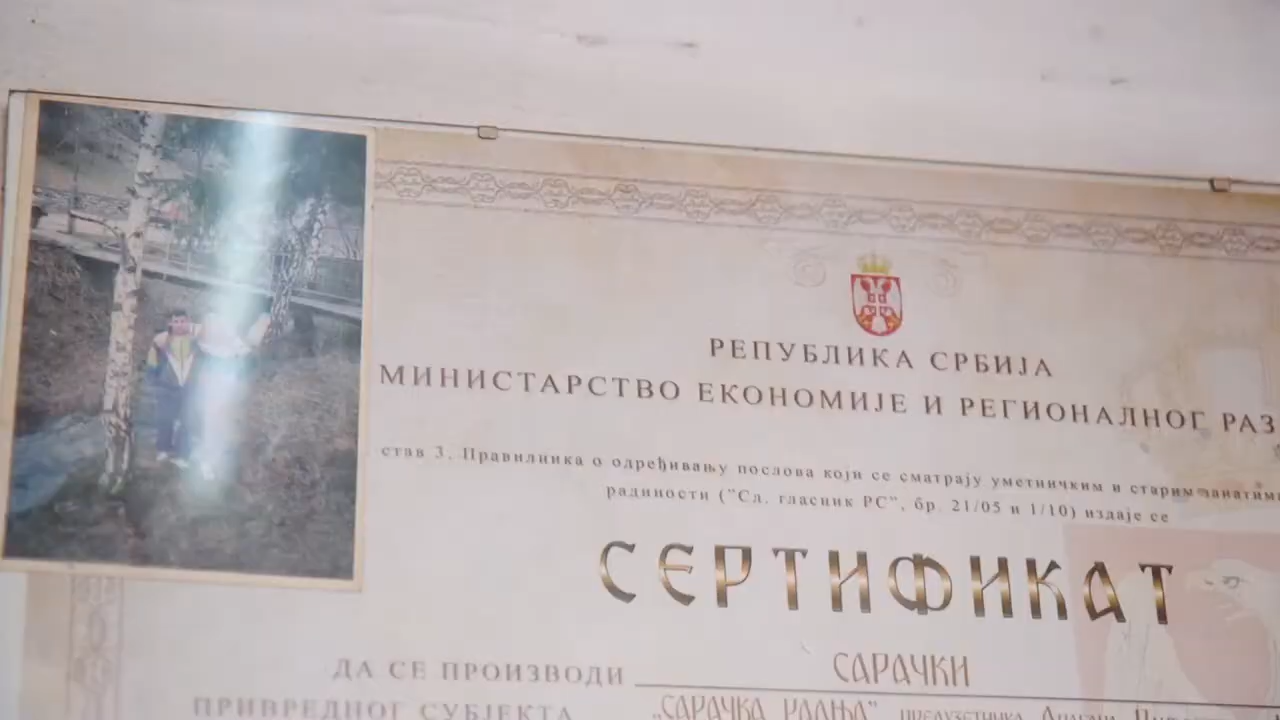 РЕПУБЛИКА СРБИЈА
МИНИСТАРСТВО ЕКОНОМИЈЕ И РЕГИОНАЛНОГ РАЗ
став 3. Правилника о одређивању послова који се сматрају уметничким и старим занатима
радиности ("Сл. гласник РС", бр. 21/05 и 1/10) издаје се
СЕРТИФИКАТ
ДА СЕ ПРОИЗВОДИ САРАЧКИ
ПРИВРЕДНОГ СУБЈЕКТА „САРАЧКА РАДЊА" предузетника